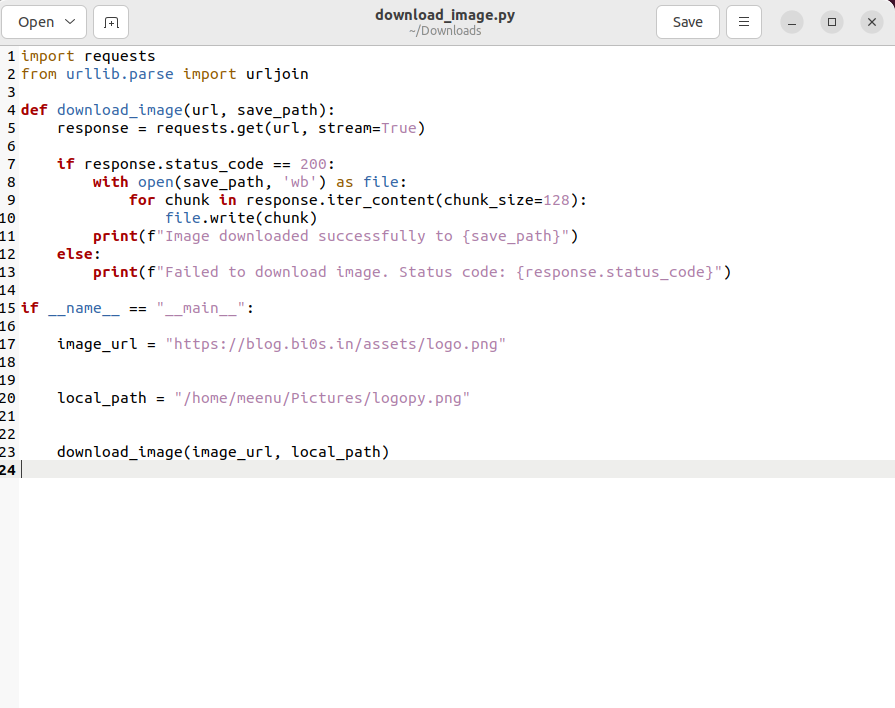 Open
download_image.py
~/Downloads
Save
1 import requests
2 from urllib.parse import urljoin
3
4 def download_image(url, save_path):
5     response = requests.get(url, stream=True)
6
7     if response.status_code == 200:
8         with open(save_path, 'wb') as file:
9             for chunk in response.iter_content(chunk_size=128):
10                 file.write(chunk)
11         print(f"Image downloaded successfully to {save_path}")
12     else:
13         print(f"Failed to download image. Status code: {response.status_code}")
14
15 if __name__ == "__main__":
16
17     image_url = "https://blog.bi0s.in/assets/logo.png"
18
19
20     local_path = "/home/meenu/Pictures/logopy.png"
21
22
23     download_image(image_url, local_path)
24